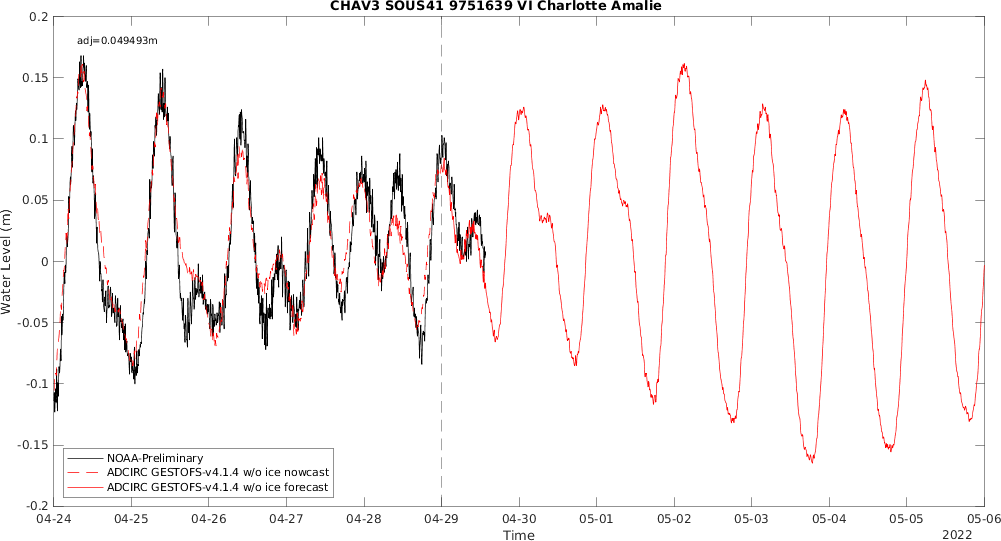 CHAV3 SOUS41 9751639 VI Charlotte Amalie
adj=0.049493m
0.2
0.15
0.1
0.05
0
-0.05
-0.1
-0.15
-0.2
Water Level (m)
NOAA-Preliminary
ADCIRC GESTOFS-v4.1.4 w/o ice nowcast
ADCIRC GESTOFS-v4.1.4 w/o ice forecast
04-24 04-25 04-26 04-27 04-28 04-29 04-30 05-01 05-02 05-03 05-04 05-05 05-06
Time
2022